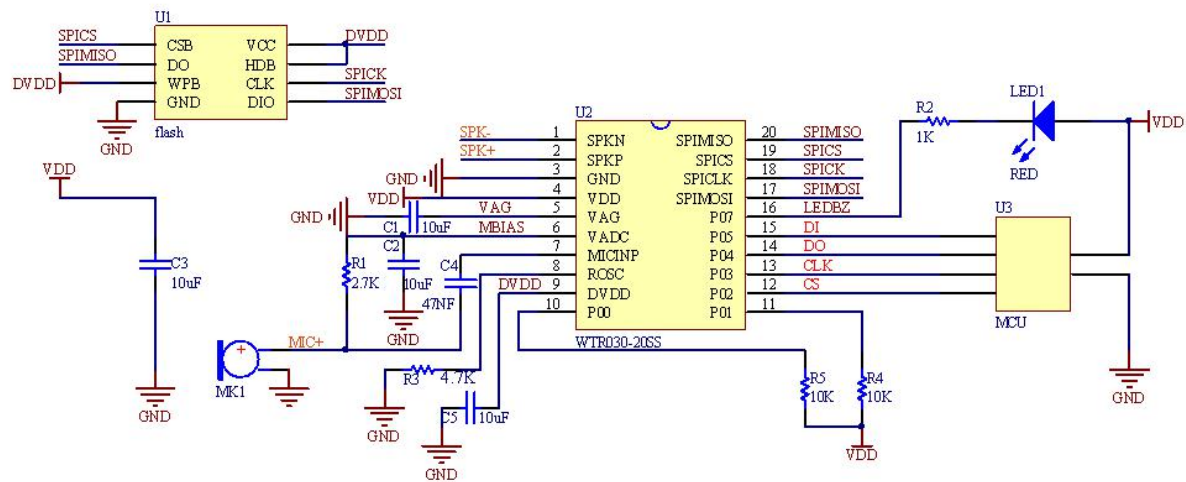 U1
SPICS CSB VCC DVDD
SPIMISO DO HDB
DVDD WPB CLK SPICK
GND DIO SPIMOSI
flash
GND
VDD
C3
10uF
GND
U2
SPK- 1 SPKN SPIMISO 20 SPIMISO
SPK+ 2 SPKP SPICS 19 SPICS
GND 3 GND SPICLK 18 SPICK
VDD 4 VDD SPIMOSI 17 SPIMOSI
GND VAG 5 VAG P07 16 LEDBZ
C1 10uF
MBIAS 6 VADC P05 15 DI
C2
10uF
GND
7 MICINP P04 14 DO
8 ROSC P03 13 CLK
DVDD 9 DVDD P02 12 CS
10 P00 P01 11
WTR030-20SS
R1
2.7K
C4
47NF
MIC+
MK1
GND
R3 4.7K
GND
C5 10uF
GND
R2
1K
LED1
RED
VDD
U3
MCU
GND
R5
10K
R4
10K
VDD